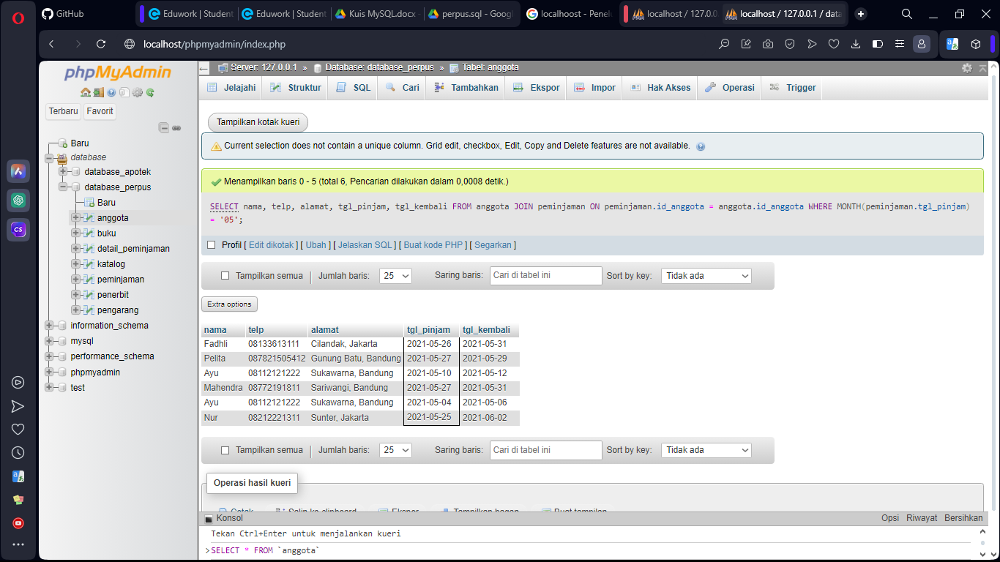 GitHub
Eduwork | Student
Eduwork | Student
Kuis MySQL.docx -
perpus.sql - Googl
localhoost - Penelu
localhost / 127.0.0
localhost / 127.0.0.1 / data
localhost/phpmyadmin/index.php
phpMyAdmin
Terbaru Favorit
Baru
database
database_apotek
database_perpus
Baru
anggota
buku
detail_peminjaman
katalog
peminjaman
penerbit
pengarang
information_schema
mysql
performance_schema
phpmyadmin
test
Server: 127.0.0.1 » Database: database_perpus » Tabel: anggota
Jelajahi Struktur SQL Cari Tambahkan Ekspor Impor Hak Akses Operasi Trigger
Tampilkan kotak kueri
Current selection does not contain a unique column. Grid edit, checkbox, Edit, Copy and Delete features are not available.
Menampilkan baris 0 - 5 (total 6, Pencarian dilakukan dalam 0,0008 detik.)
SELECT nama, telp, alamat, tgl_pinjam, tgl_kembali FROM anggota JOIN peminjaman ON peminjaman.id_anggota = anggota.id_anggota WHERE MONTH(peminjaman.tgl_pinjam)
= '05';
Profil [ Edit dikotak ] [ Ubah ] [ Jelaskan SQL ] [ Buat kode PHP ] [ Segarkan ]
Tampilkan semua | Jumlah baris: 25 Saring baris: Cari di tabel ini Sort by key: Tidak ada
Extra options
nama telp alamat tgl_pinjam tgl_kembali
Fadhli 08133613111 Cilandak, Jakarta 2021-05-26 2021-05-31
Pelita 087821505412 Gunung Batu, Bandung 2021-05-27 2021-05-29
Ayu 08112121222 Sukawarna, Bandung 2021-05-10 2021-05-12
Mahendra 08772191811 Sariwangi, Bandung 2021-05-27 2021-05-31
Ayu 08112121222 Sukawarna, Bandung 2021-05-04 2021-05-06
Nur 08212221311 Sunter, Jakarta 2021-05-25 2021-06-02
Tampilkan semua | Jumlah baris: 25 Saring baris: Cari di tabel ini Sort by key: Tidak ada
Operasi hasil kueri
Cetak Salin ke clipboard Ekspor Tampilkan bagan Buat tampilan
Konsol Opsi Riwayat Bersihkan
Tekan Ctrl+Enter untuk menjalankan kueri
>SELECT * FROM `anggota`
CS